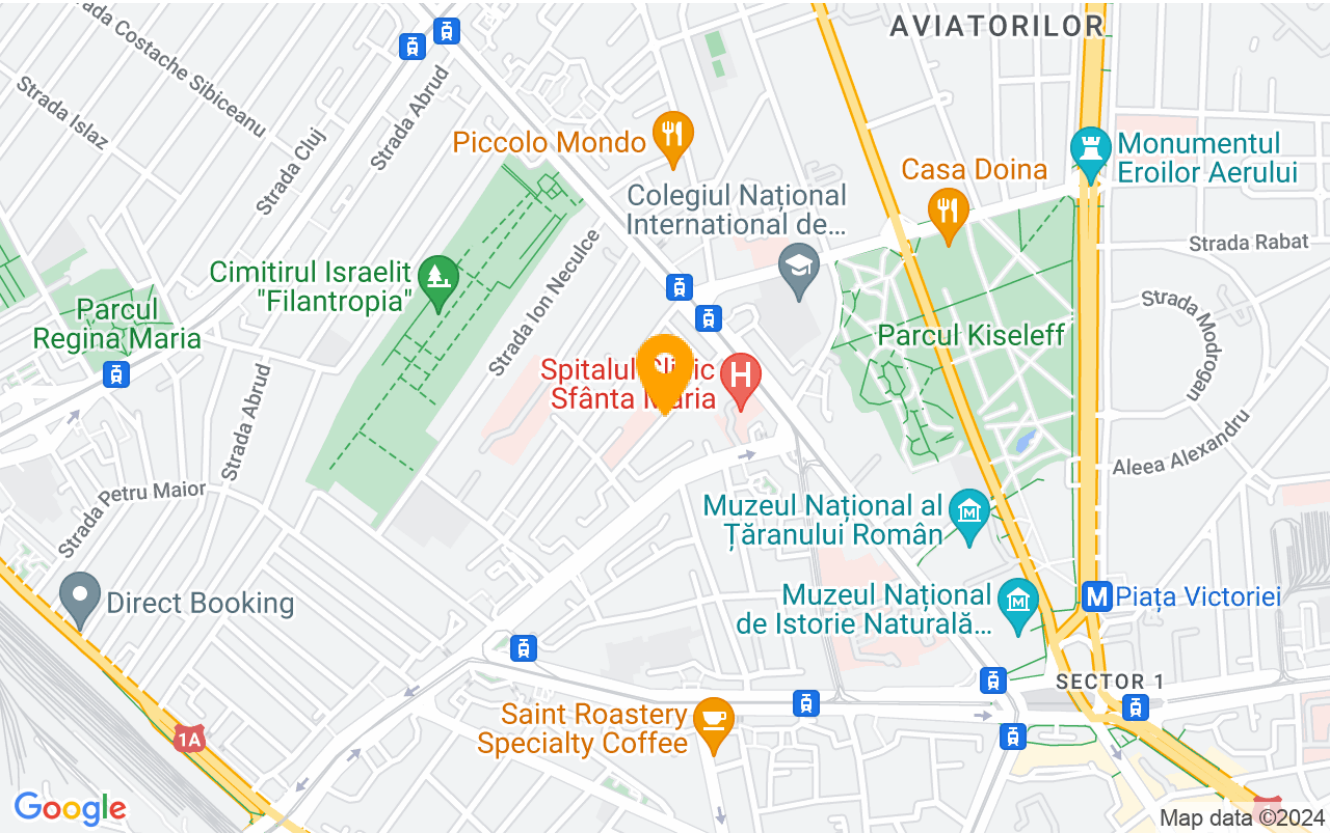 AVIATORILOR
ada Costache Sibiceanu
Strada Islaz
Strada Cluj
Strada Abrud
Piccolo Mondo
Monumentul
Eroilor Aerului
Casa Doina
Colegiul Național
International de...
Strada Rabat
Cimitirul Israelit
"Filantropia"
Strada Ion Neculce
Parcul
Regina Maria
Strada Modrogan
Parcul Kiseleff
Spitalul Clinic
Sfânta Maria
H
Strada Abrud
Aleea Alexandru
Strada Petru Maior
Muzeul Național al
Țăranului Român
M
Direct Booking
Muzeul Național
de Istorie Naturală...
M
M
Piața Victoriei
SECTOR 1
Saint Roastery
Specialty Coffee
1A
Google
Map data ©2024